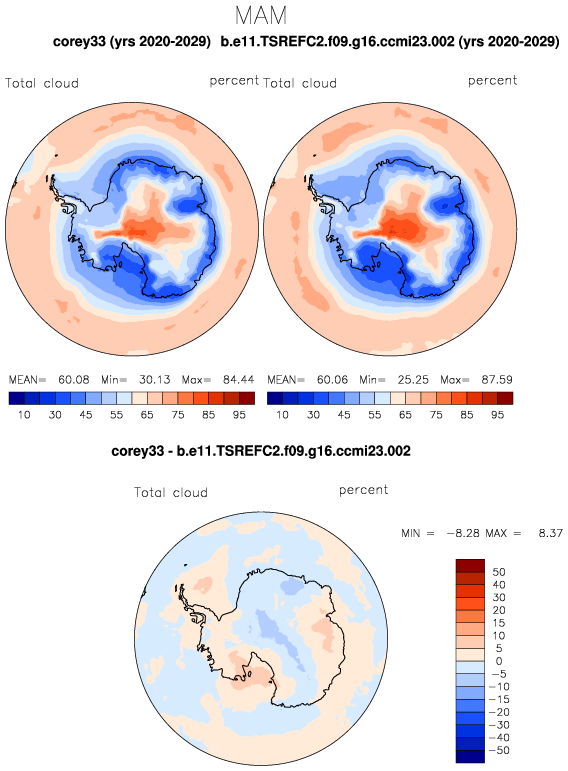 MAM
corey33 (yrs 2020-2029) b.e11.TSREFC2.f09.g16.ccmi23.002 (yrs 2020-2029)
Total cloud percent Total cloud percent
MEAN= 60.08 Min= 30.13 Max= 84.44 MEAN= 60.06 Min= 25.25 Max= 87.59
10 30 45 55 65 75 85 95 10 30 45 55 65 75 85 95
corey33 - b.e11.TSREFC2.f09.g16.ccmi23.002
Total cloud percent
MIN = -8.28 MAX = 8.37
50
40
30
20
15
10
5
0
-5
-10
-15
-20
-30
-40
-50